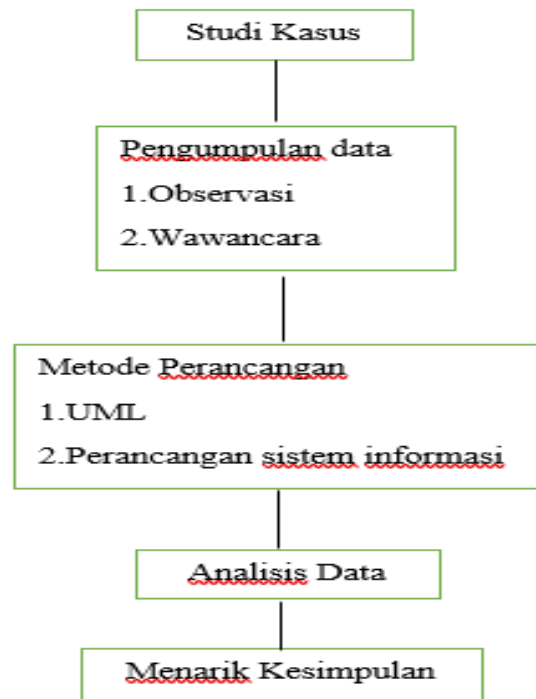 Studi Kasus
Pengumpulan data
1.Observasi
2.Wawancara
Metode Perancangan
1.UML
2.Perancangan sistem informasi
Analisis Data
Menarik Kesimpulan